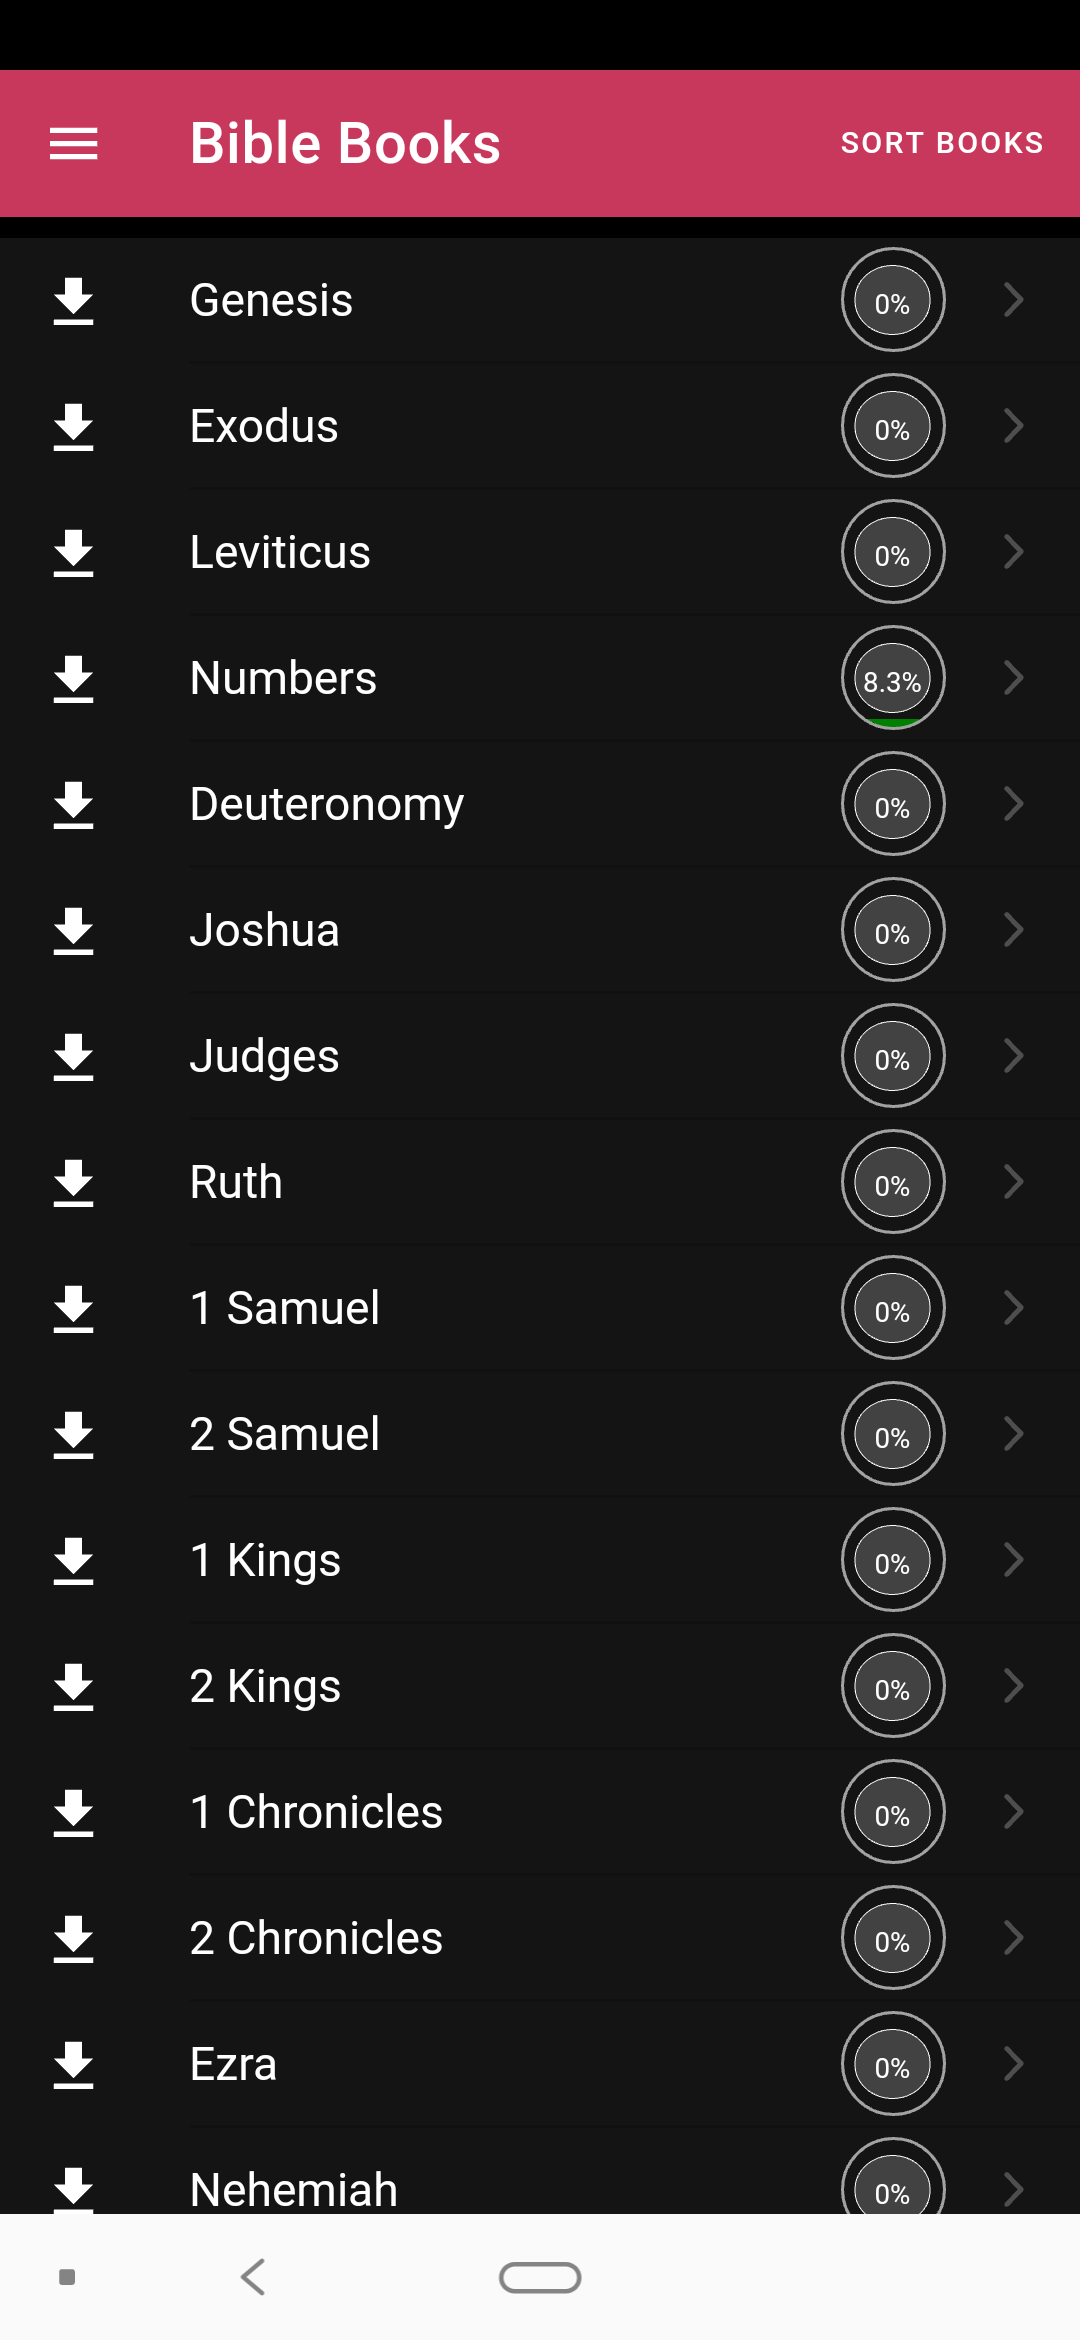 Bible Books SORT BOOKS
Genesis 0%
Exodus 0%
Leviticus 0%
Numbers 8.3%
Deuteronomy 0%
Joshua 0%
Judges 0%
Ruth 0%
1 Samuel 0%
2 Samuel 0%
1 Kings 0%
2 Kings 0%
1 Chronicles 0%
2 Chronicles 0%
Ezra 0%
Nehemiah 0%